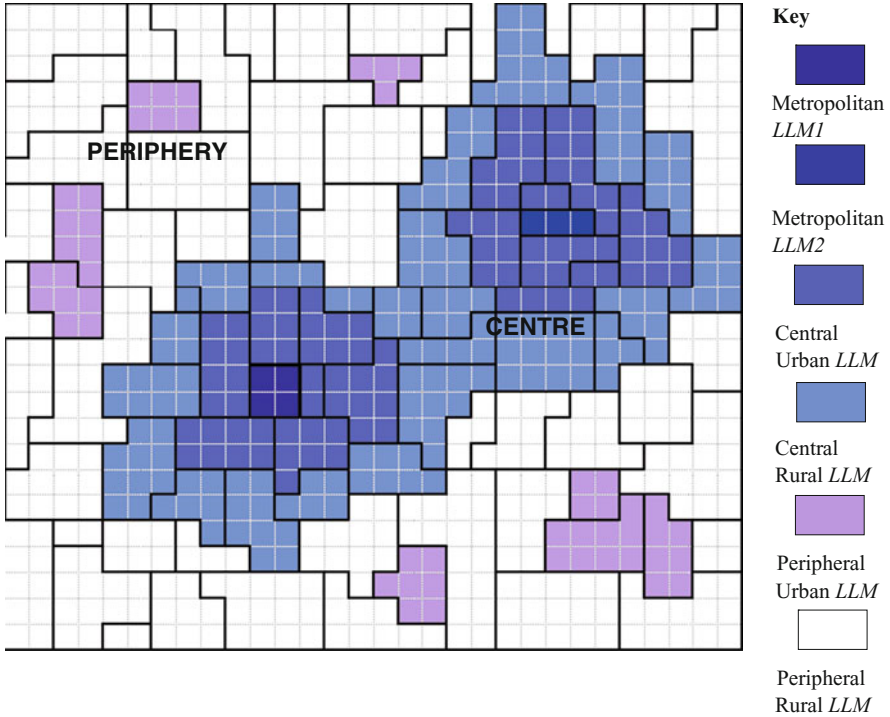 PERIPHERY
CENTRE
Key
Metropolitan
LLM1
Metropolitan
LLM2
Central
Urban LLM
Central
Rural LLM
Peripheral
Urban LLM
Peripheral
Rural LLM